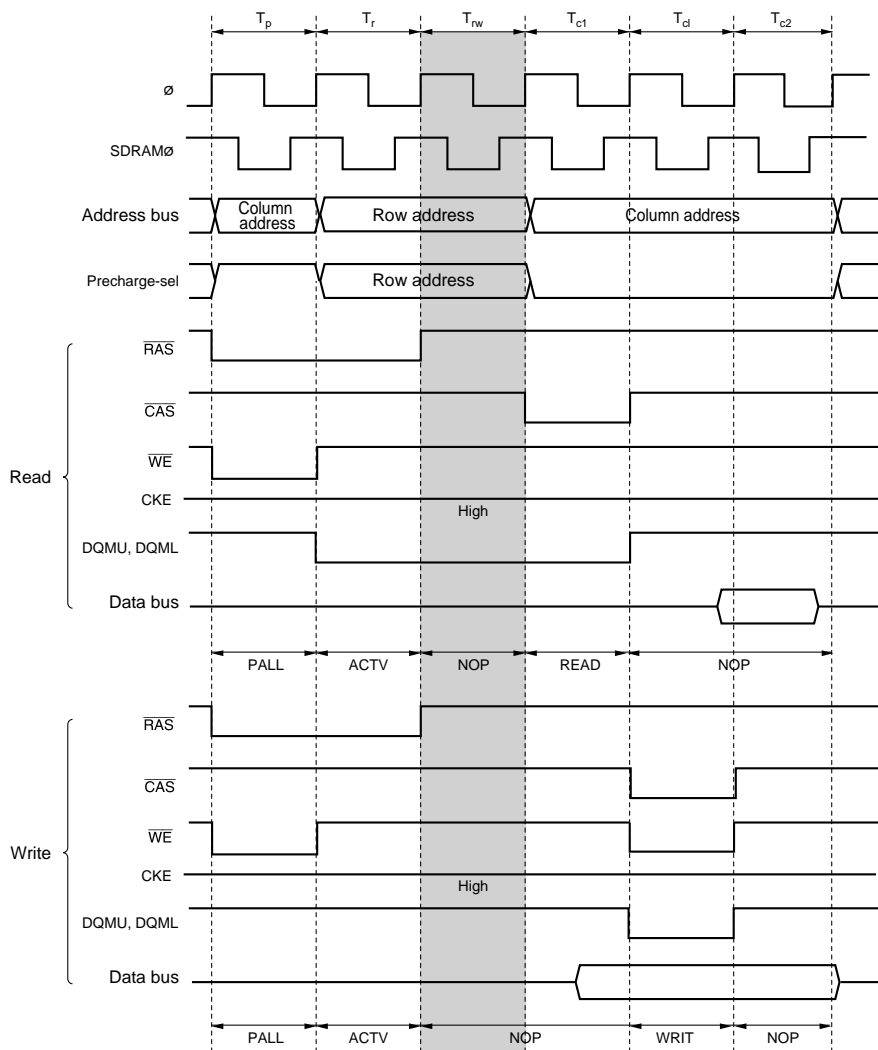 Tp Tr Trw Tc1 Tcl Tc2
ø
SDRAMø
Address bus
Column address
Row address
Column address
Precharge-sel
Row address
Read
RAS
CAS
WE
CKE
High
DQMU, DQML
Data bus
PALL ACTV NOP READ NOP
Write
RAS
CAS
WE
CKE
High
DQMU, DQML
Data bus
PALL ACTV NOP WRIT NOP